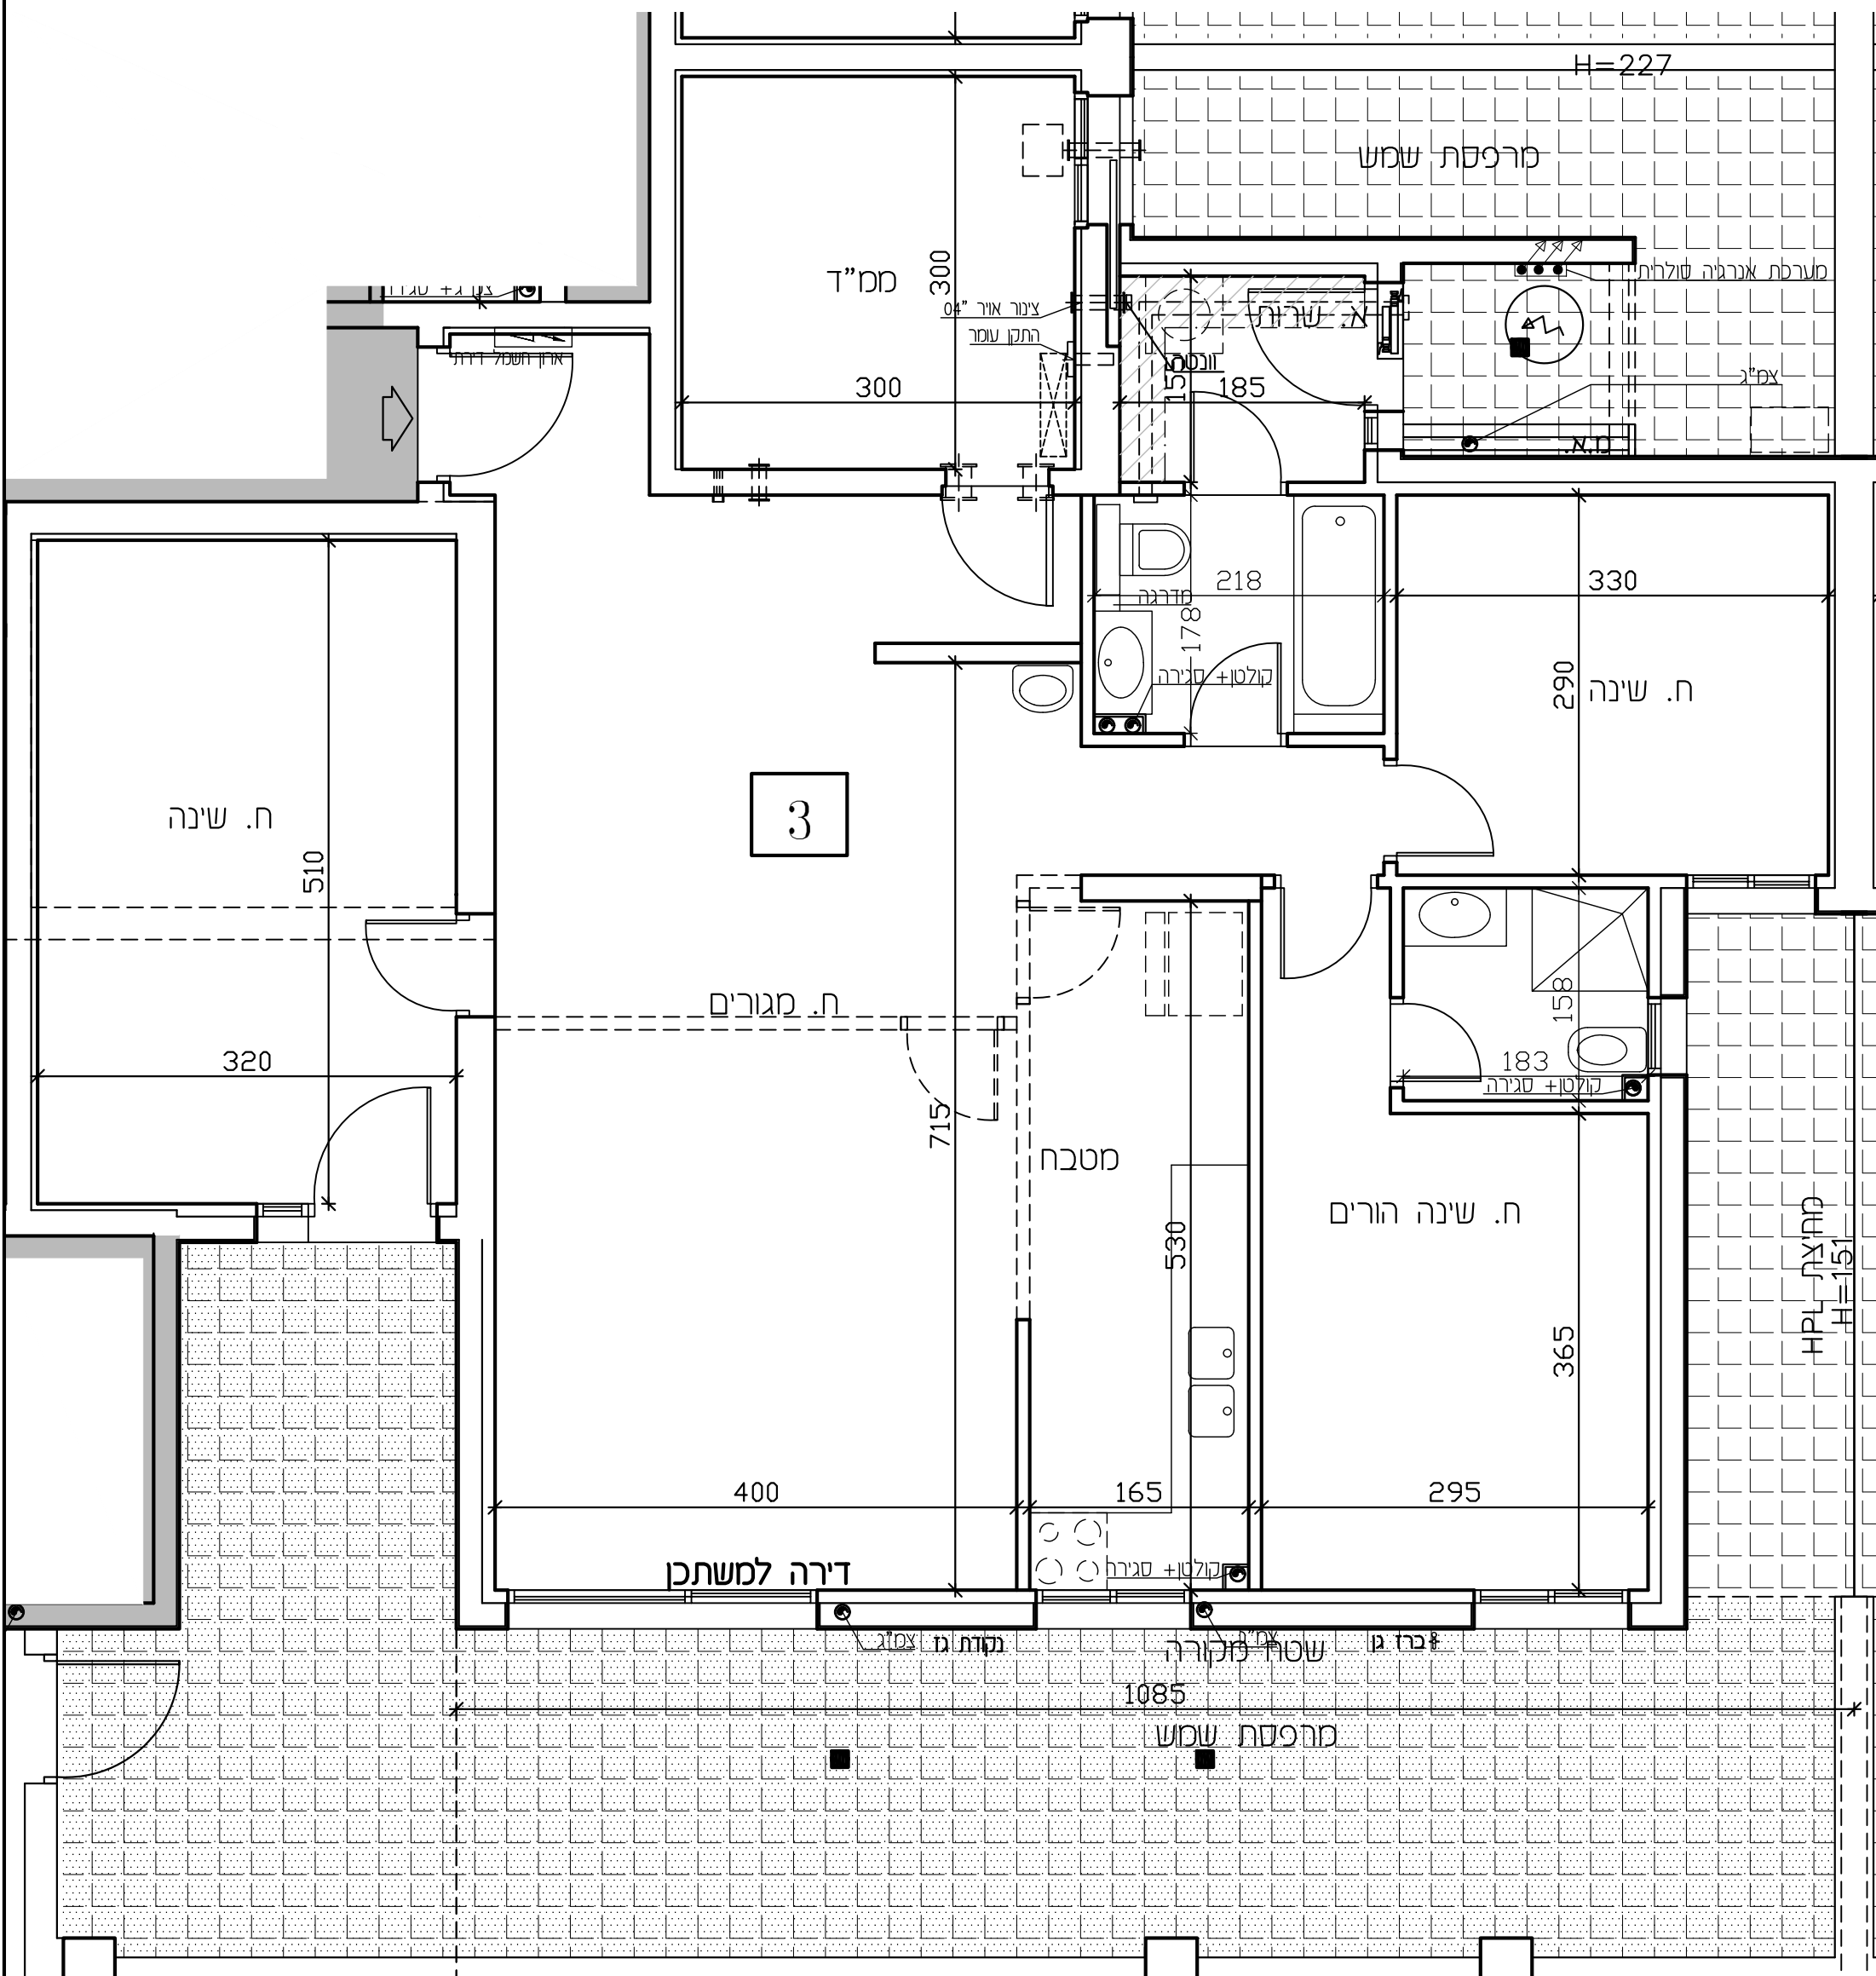 H=227
מרפסת שמש
מערכת אנרגיה סולרית
ממ"ד
300
צינור אויר "04
התקן עומר
א. שרות
וונטה
ארון חשמל דירתי
300
185
צמ"ג
מ.א.
218
מדרגה
178
קולטן+ סגירה
330
290
ח. שינה
3
ח. שינה
510
320
ח. מגורים
715
מטבח
530
158
183
קולטן+ סגירה
ח. שינה הורים
365
מחיצת HPL
H=151
400
165
295
דירה למשתכן
קולטן+ סגירה
צמ"ג
נקודת גז
צמ"ג
ברז גן
שטח מקורה
1085
מרפסת שמש